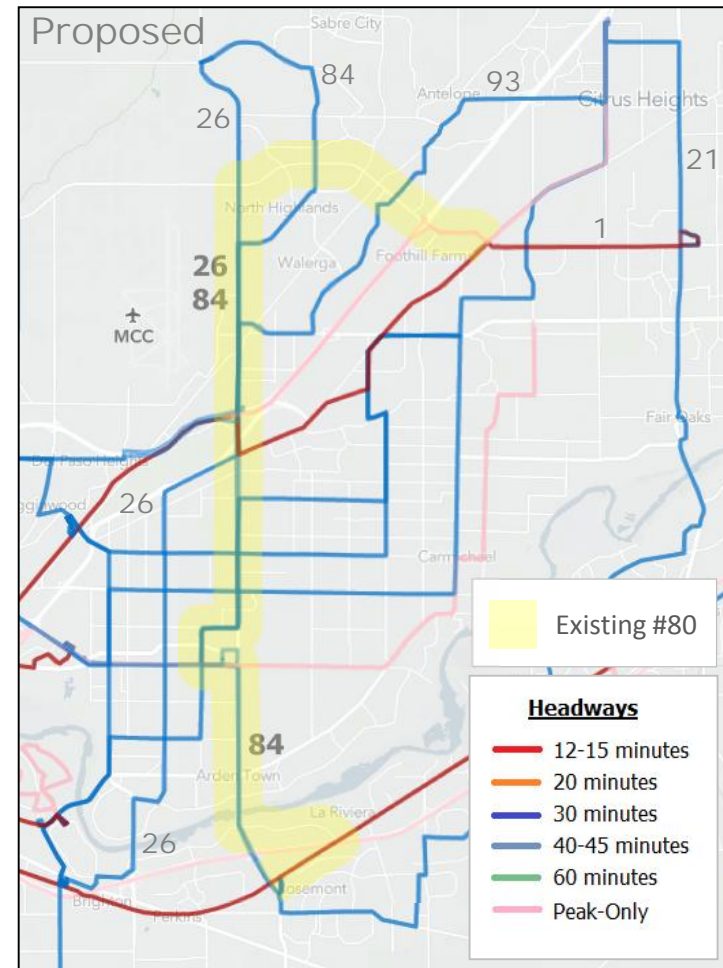 Proposed
Sabre City
84
93
Antelope
Citrus Heights
26
21
North Highlands
1
Walerga
Foothill Farms
26
84
MCC
Fair Oaks
Del Paso Heights
26
Carmichael
Existing #80
Headways
12-15 minutes
20 minutes
30 minutes
40-45 minutes
60 minutes
Peak-Only
84
Arden Town
La Riviera
26
Rosemont
Brighton
Perkins